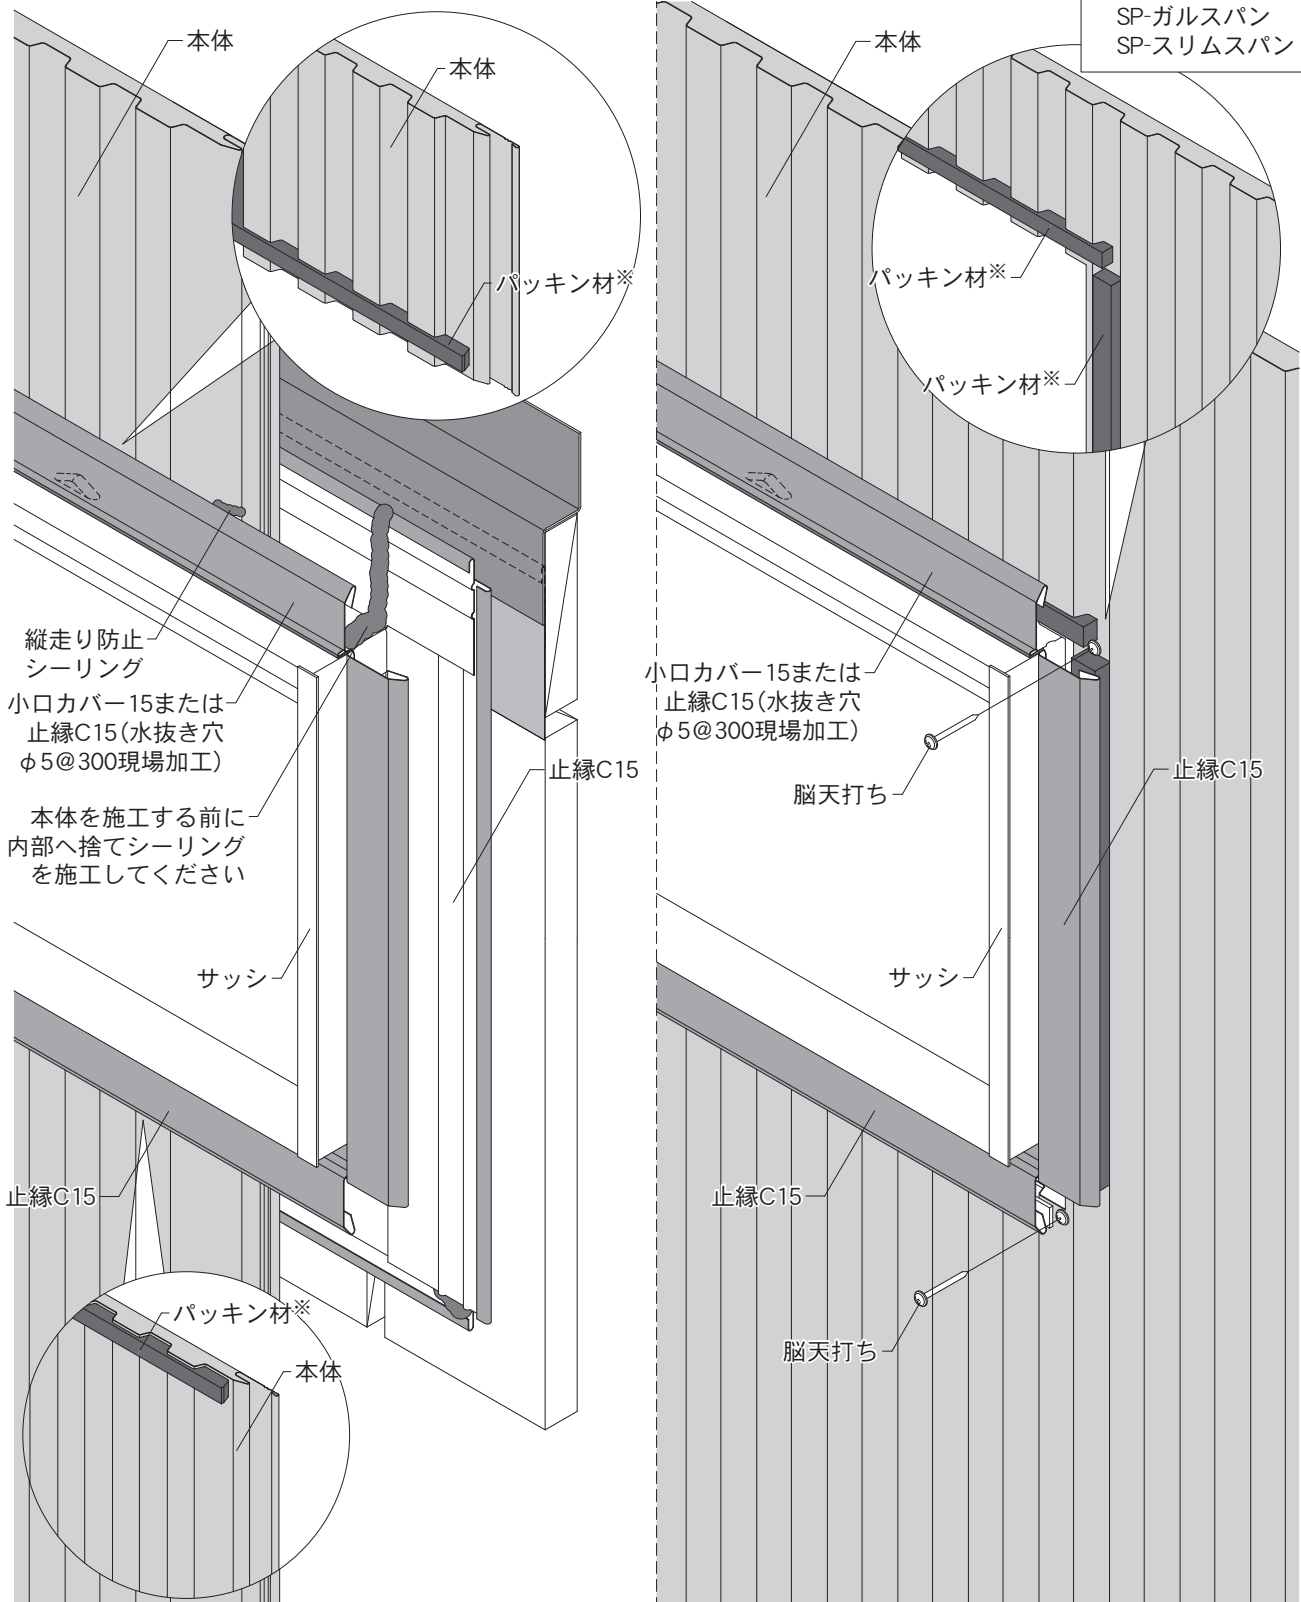 SP-ガルスパン
SP-スリムスパン
本体
本体
パッキン材※
縦走り防止
シーリング
小口カバー15または
止縁C15(水抜き穴
φ5@300現場加工)
本体を施工する前に
内部へ捨てシーリング
を施工してください
止縁C15
サッシ
止縁C15
パッキン材※
本体
本体
パッキン材※
パッキン材※
小口カバー15または
止縁C15(水抜き穴
φ5@300現場加工)
脳天打ち
止縁C15
サッシ
止縁C15
脳天打ち